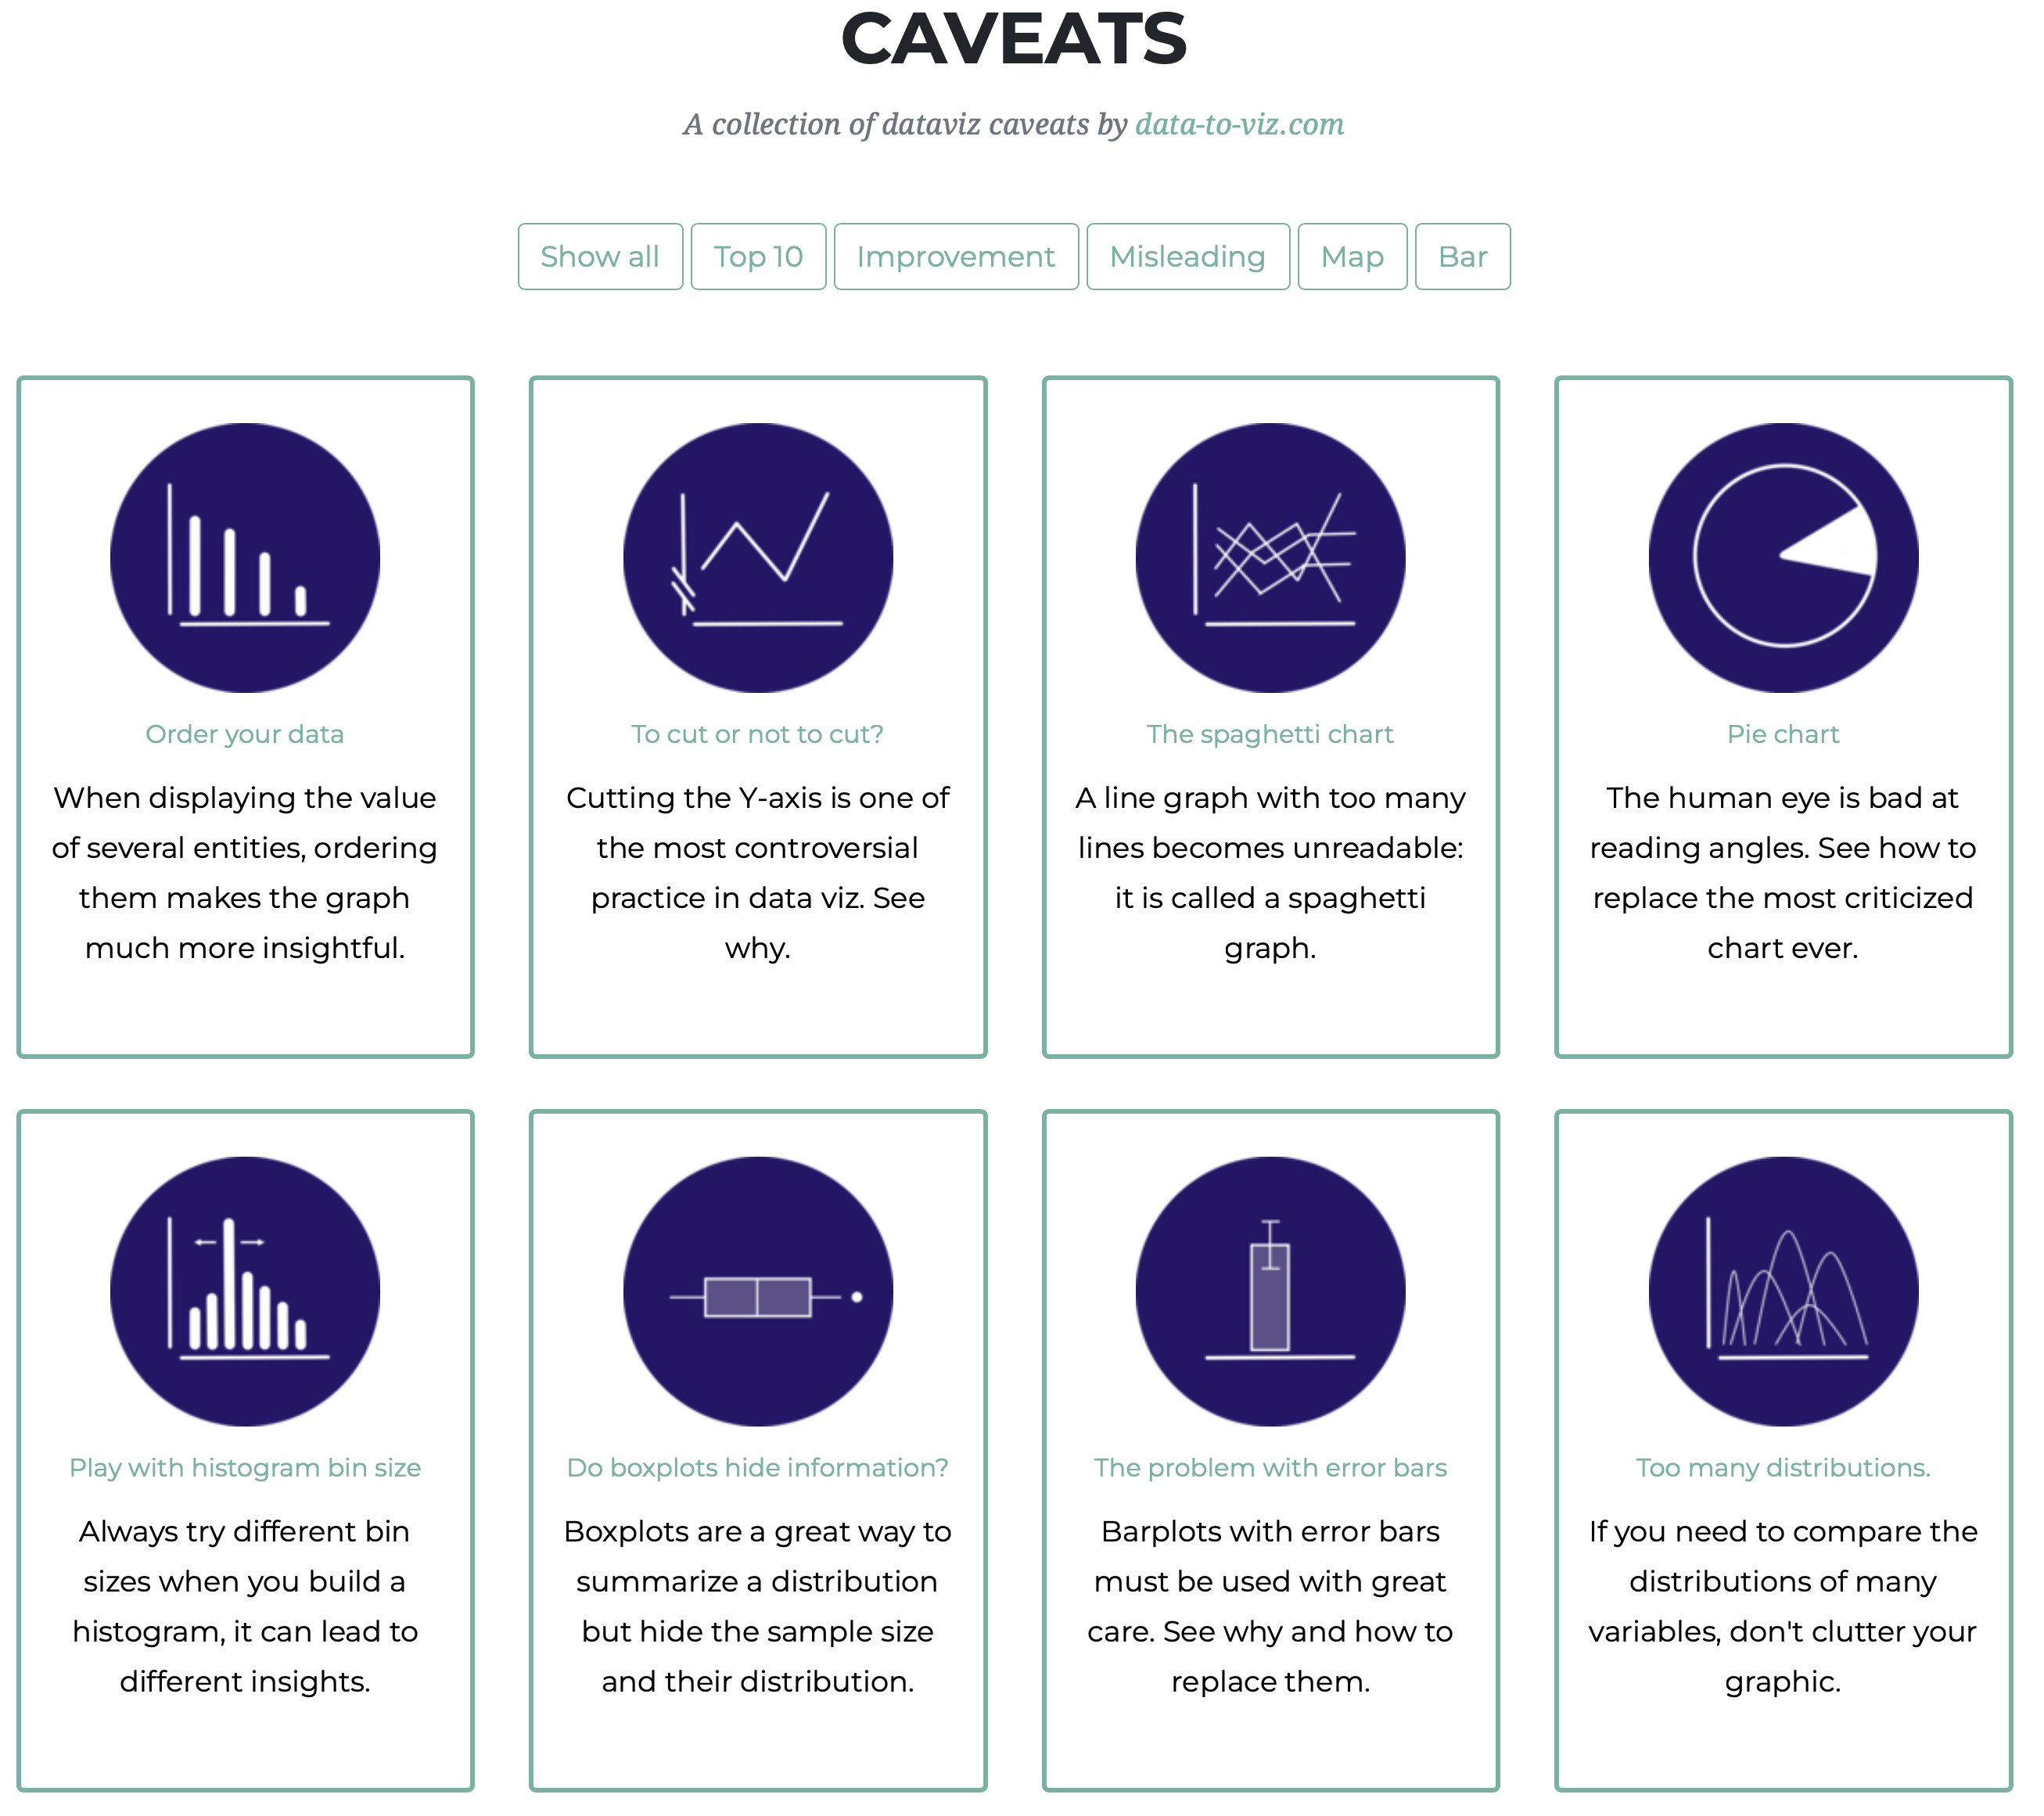 CAVEATS
A collection of dataviz caveats by data-to-viz.com
Show all
Top 10
Improvement
Misleading
Map
Bar
Order your data
When displaying the value
of several entities, ordering
them makes the graph
much more insightful.
To cut or not to cut?
Cutting the Y-axis is one of
the most controversial
practice in data viz. See
why.
The spaghetti chart
A line graph with too many
lines becomes unreadable:
it is called a spaghetti
graph.
Pie chart
The human eye is bad at
reading angles. See how to
replace the most criticized
chart ever.
Play with histogram bin size
Always try different bin
sizes when you build a
histogram, it can lead to
different insights.
Do boxplots hide information?
Boxplots are a great way to
summarize a distribution
but hide the sample size
and their distribution.
The problem with error bars
Barplots with error bars
must be used with great
care. See why and how to
replace them.
Too many distributions.
If you need to compare the
distributions of many
variables, don't clutter your
graphic.